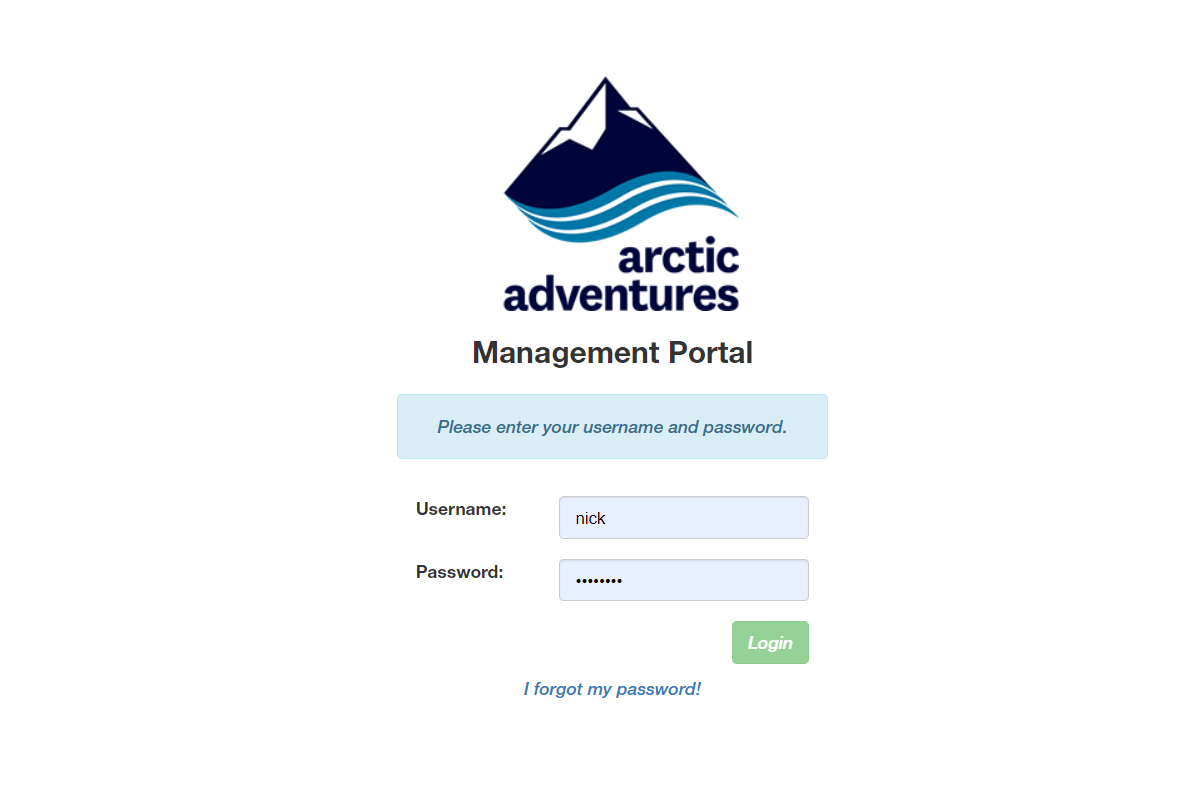 arctic
adventures
Management Portal
Please enter your username and password.
Username:
nick
Password:
••••••••
Login
I forgot my password!